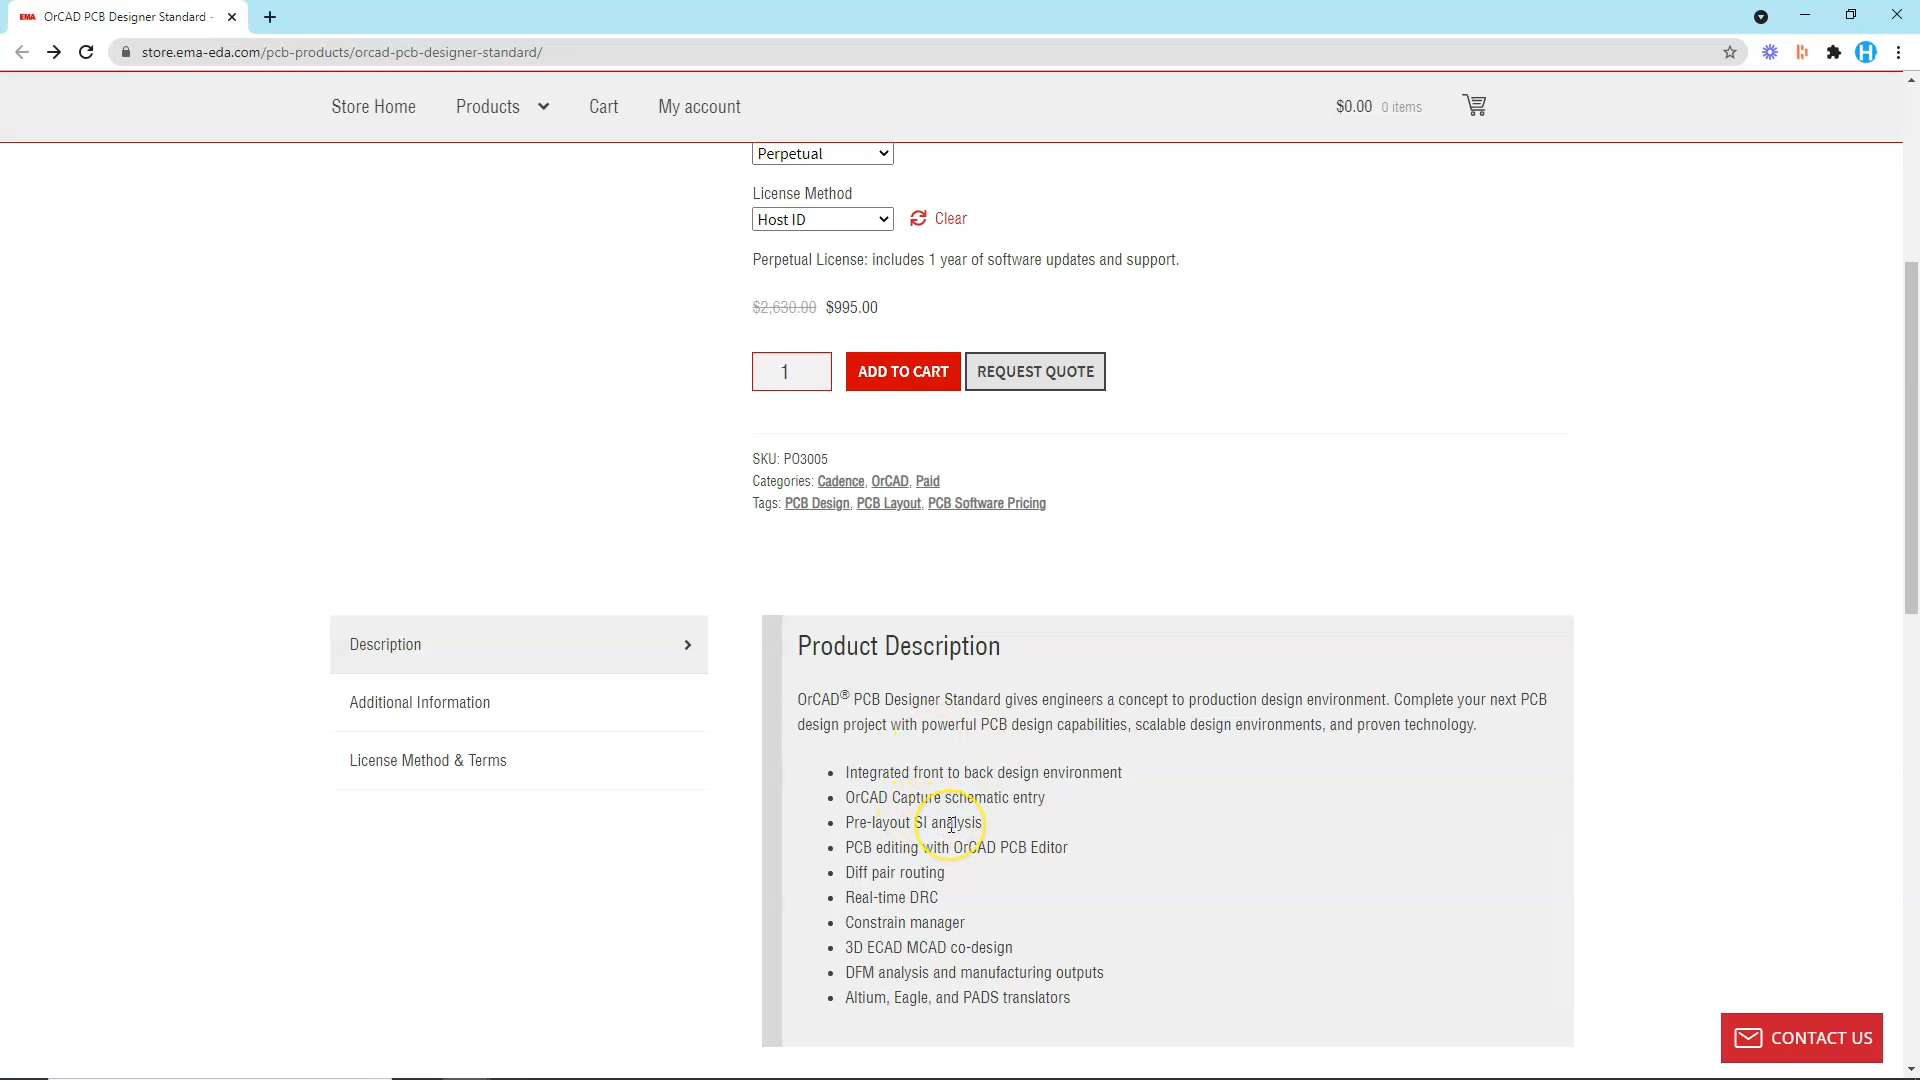 EMA OrCAD PCB Designer Standard -
store.ema-eda.com/pcb-products/orcad-pcb-designer-standard/
H
Store Home Products Cart My account $0.00 0 items
Perpetual
License Method
Host ID Clear
Perpetual License: includes 1 year of software updates and support.
$2,630.00 $995.00
1 ADD TO CART REQUEST QUOTE
SKU: PO3005
Categories: Cadence, OrCAD, Paid
Tags: PCB Design, PCB Layout, PCB Software Pricing
Description
Additional Information
License Method & Terms
Product Description
OrCAD® PCB Designer Standard gives engineers a concept to production design environment. Complete your next PCB
design project with powerful PCB design capabilities, scalable design environments, and proven technology.
Integrated front to back design environment
OrCAD Capture schematic entry
Pre-layout SI analysis
PCB editing with OrCAD PCB Editor
Diff pair routing
Real-time DRC
Constrain manager
3D ECAD MCAD co-design
DFM analysis and manufacturing outputs
Altium, Eagle, and PADS translators
CONTACT US